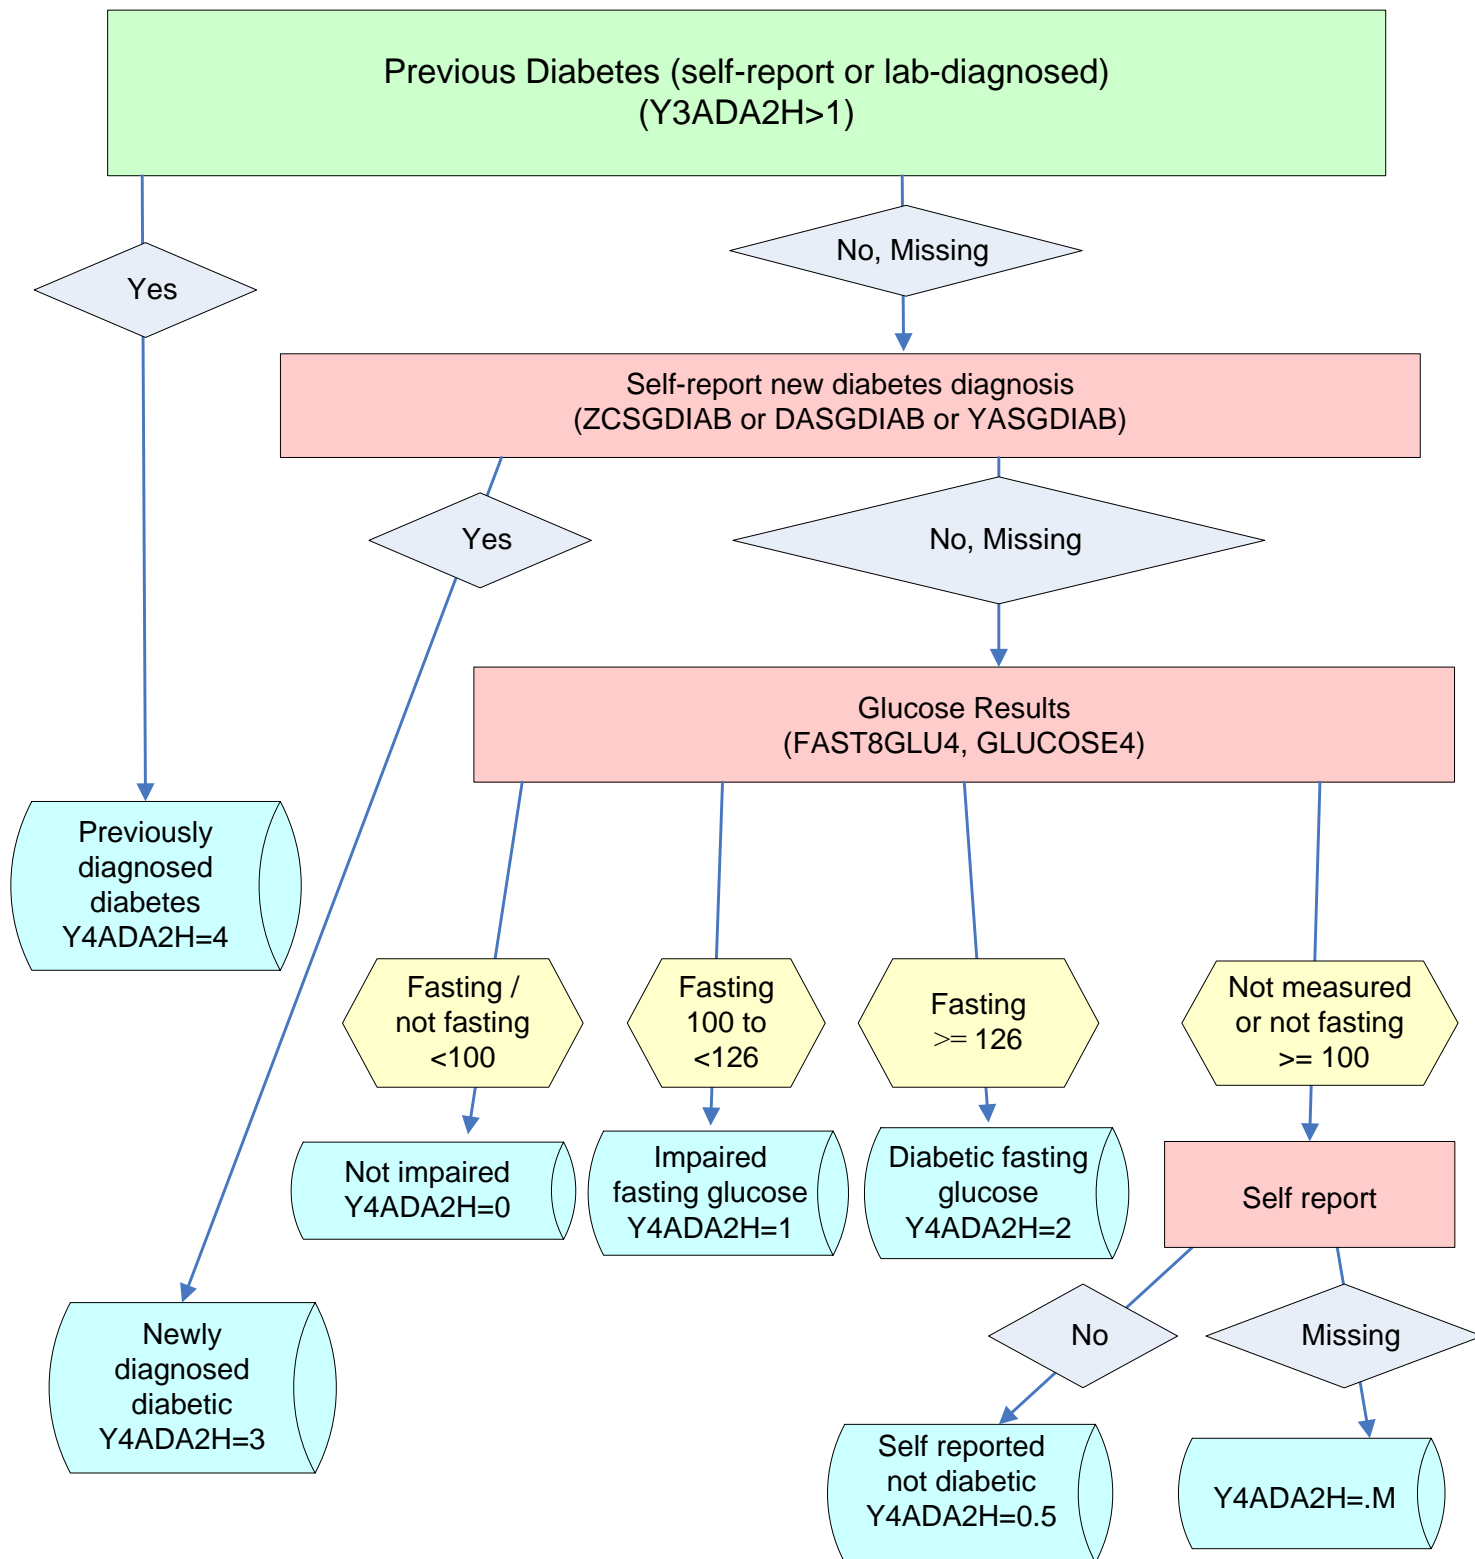 Previous Diabetes (self-report or lab-diagnosed)
(Y3ADA2H>1)
Yes
No, Missing
Self-report new diabetes diagnosis
(ZCSGDIAB or DASGDIAB or YASGDIAB)
Yes
No, Missing
Glucose Results
(FAST8GLU4, GLUCOSE4)
Previously
diagnosed
diabetes
Y4ADA2H=4
Fasting /
not fasting
<100
Fasting
100 to
<126
Fasting
>= 126
Not measured
or not fasting
>= 100
Not impaired
Y4ADA2H=0
Impaired
fasting glucose
Y4ADA2H=1
Diabetic fasting
glucose
Y4ADA2H=2
Self report
Newly
diagnosed
diabetic
Y4ADA2H=3
No
Missing
Self reported
not diabetic
Y4ADA2H=0.5
Y4ADA2H=.M